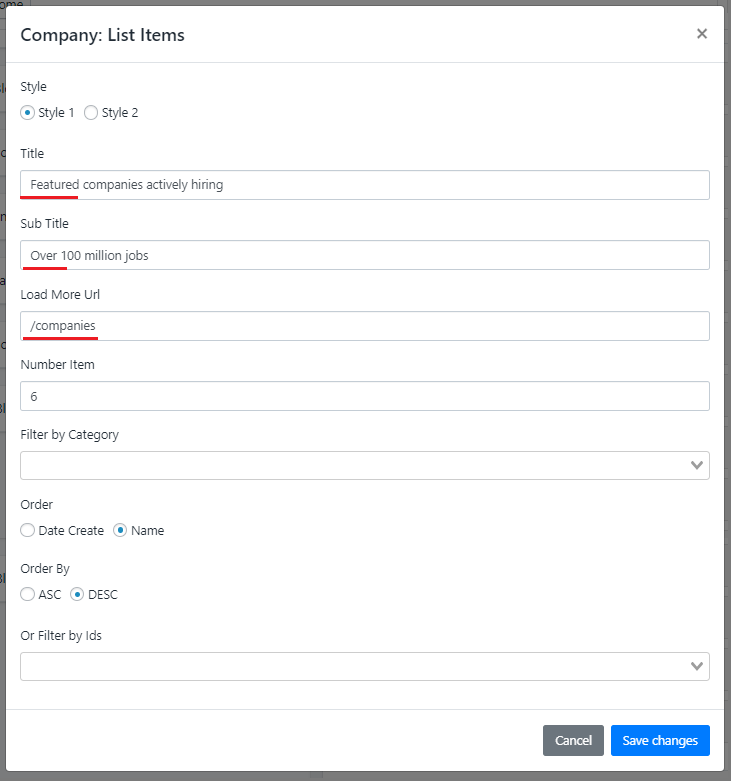 ome
Company: List Items ×
Style
Style 1 Style 2
Title
Featured companies actively hiring
Sub Title
Over 100 million jobs
Load More Url
/companies
Number Item
6
Filter by Category
Order
Date Create Name
Order By
ASC DESC
Or Filter by Ids
Cancel Save changes